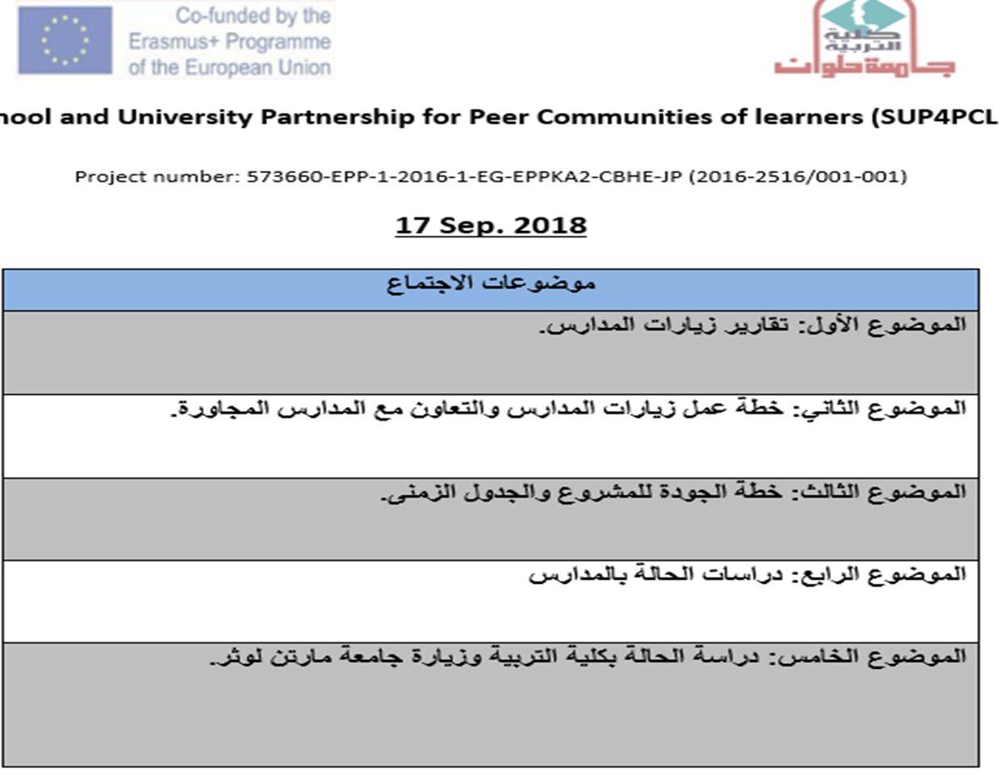 Co-funded by the
Erasmus+ Programme
of the European Union
كلية
التربية
جامعة حلوان
hool and University Partnership for Peer Communities of learners (SUP4PCL
Project number: 573660-EPP-1-2016-1-EG-EPPKA2-CBHE-JP (2016-2516/001-001)
17 Sep. 2018
موضوعات الاجتماع
الموضوع الأول: تقارير زيارات المدارس.
الموضوع الثاني: خطة عمل زيارات المدارس والتعاون مع المدارس المجاورة.
الموضوع الثالث: خطة الجودة للمشروع والجدول الزمنى.
الموضوع الرابع: دراسات الحالة بالمدارس
الموضوع الخامس: دراسة الحالة بكلية التربية وزيارة جامعة مارتن لوثر.